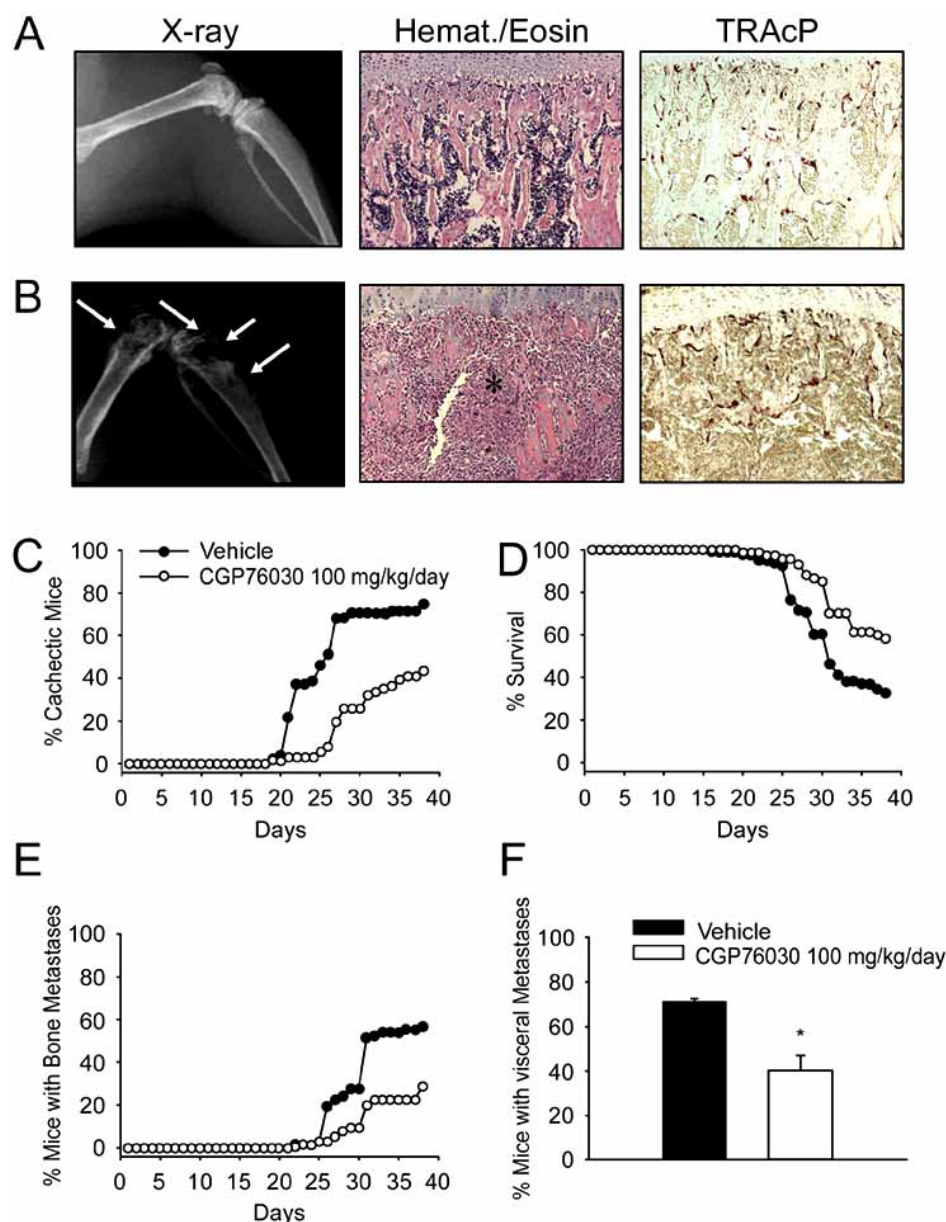 A
X-ray
Hemat./Eosin
TRAcP
B
*
C
100
80
60
40
20
0
% Cachectic Mice
Vehicle
CGP76030 100 mg/kg/day
0 5 10 15 20 25 30 35 40
Days
D
100
80
60
40
20
0
% Survival
0 5 10 15 20 25 30 35 40
Days
E
100
80
60
40
20
0
% Mice with Bone Metastases
0 5 10 15 20 25 30 35 40
Days
F
100
80
60
40
20
0
% Mice with visceral Metastases
Vehicle
CGP76030 100 mg/kg/day
*